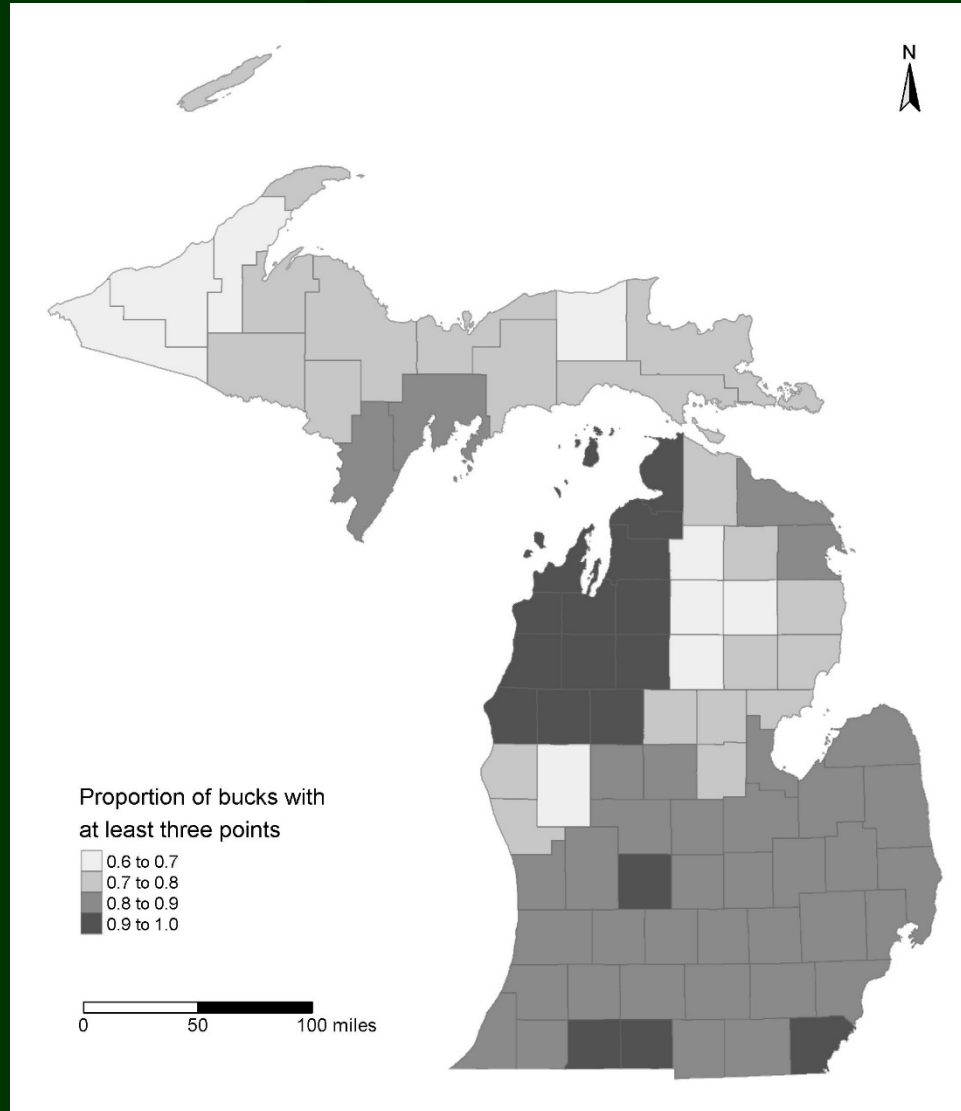 N
Proportion of bucks with
at least three points
0.6 to 0.7
0.7 to 0.8
0.8 to 0.9
0.9 to 1.0
0 50 100 miles